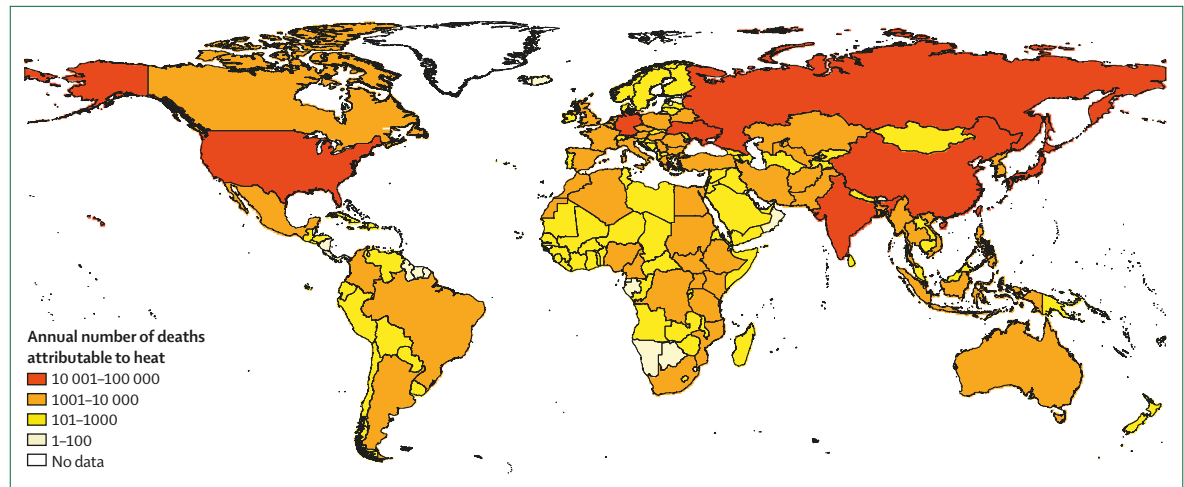 Annual number of deaths
attributable to heat
10 001–100 000
1001–10 000
101–1000
1–100
No data